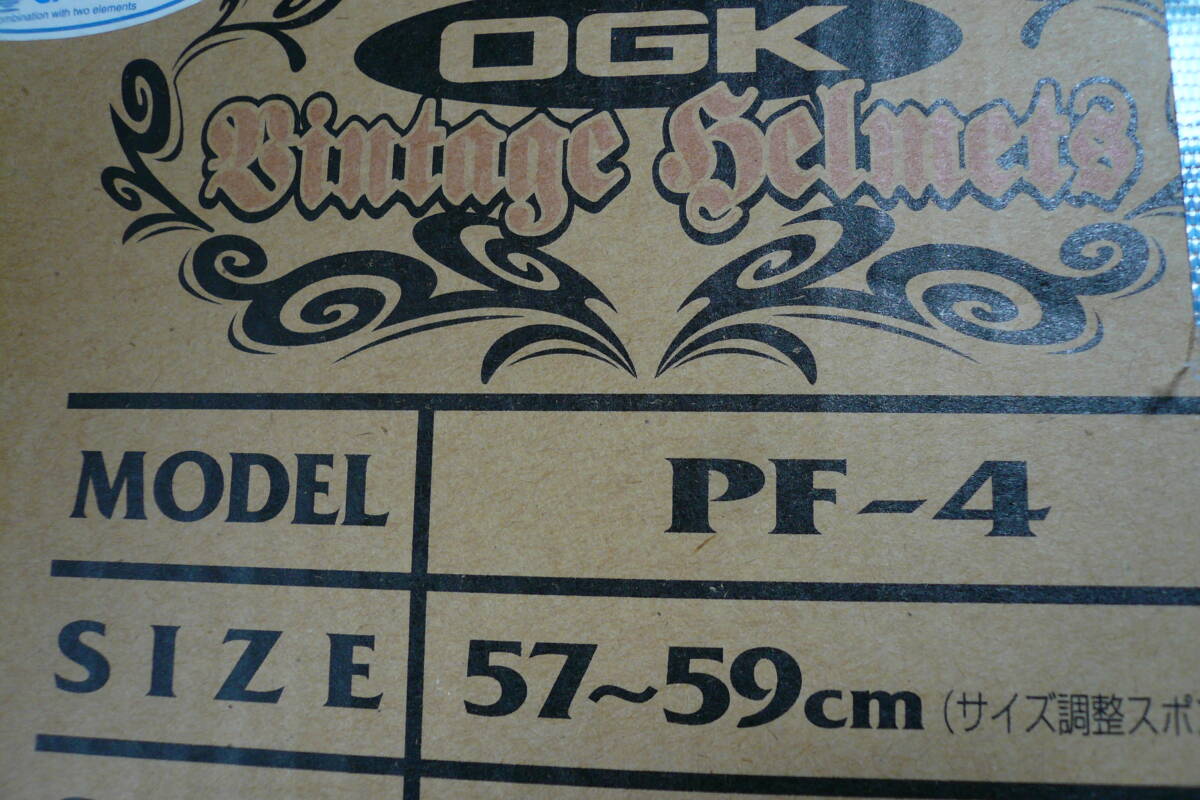 combination with two elements
OGK
Vintage Helmets
MODEL PF-4
SIZE 57~59cm (サイズ調整スポ